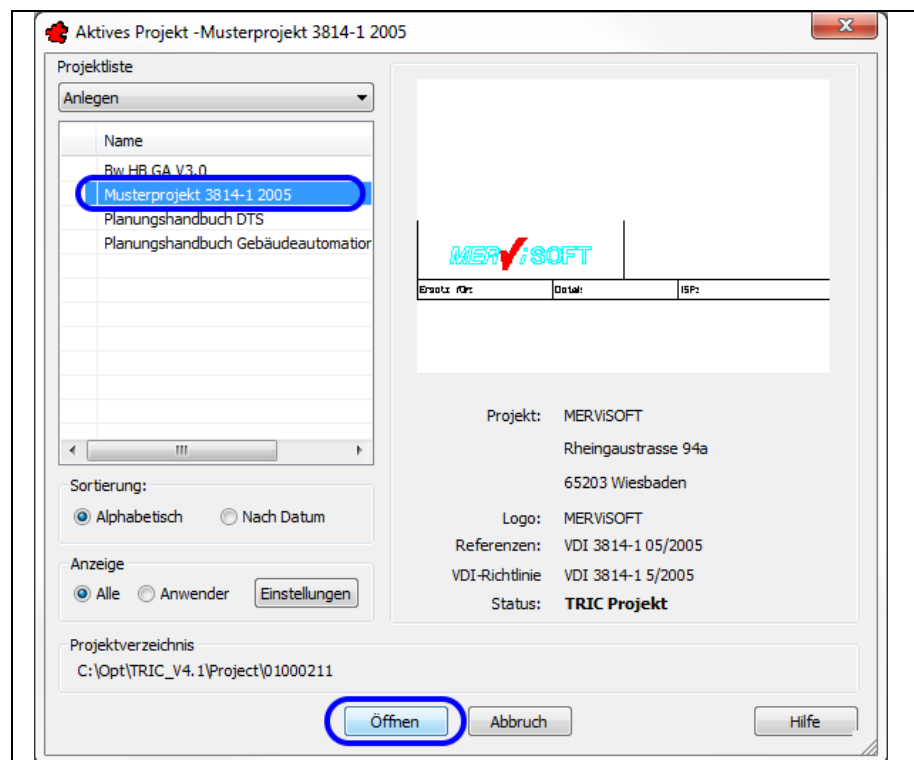 Aktives Projekt -Musterprojekt 3814-1 2005
x
Projektliste
Anlegen
Name
Bw HB GA V3.0
Musterprojekt 3814-1 2005
Planungshandbuch DTS
Planungshandbuch Gebäudeautomation
Sortierung:
Alphabetisch Nach Datum
Anzeige
Alle Anwender Einstellungen
MERViSOFT
Ersatz für: Datei: ISP:
Projekt: MERViSOFT
Rheingaustrasse 94a
65203 Wiesbaden
Logo: MERViSOFT
Referenzen: VDI 3814-1 05/2005
VDI-Richtlinie VDI 3814-1 5/2005
Status: TRIC Projekt
Projektverzeichnis
C:\Opt\TRIC_V4.1\Project\01000211
Öffnen Abbruch Hilfe